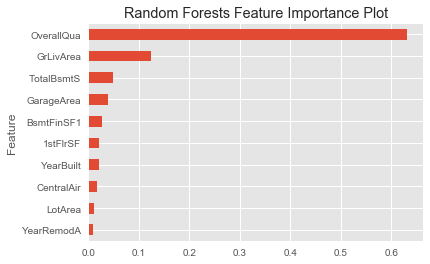 Random Forests Feature Importance Plot
Feature
OverallQua
GrLivArea
TotalBsmtS
GarageArea
BsmtFinSF1
1stFlrSF
YearBuilt
CentralAir
LotArea
YearRemodA
0.0 0.1 0.2 0.3 0.4 0.5 0.6